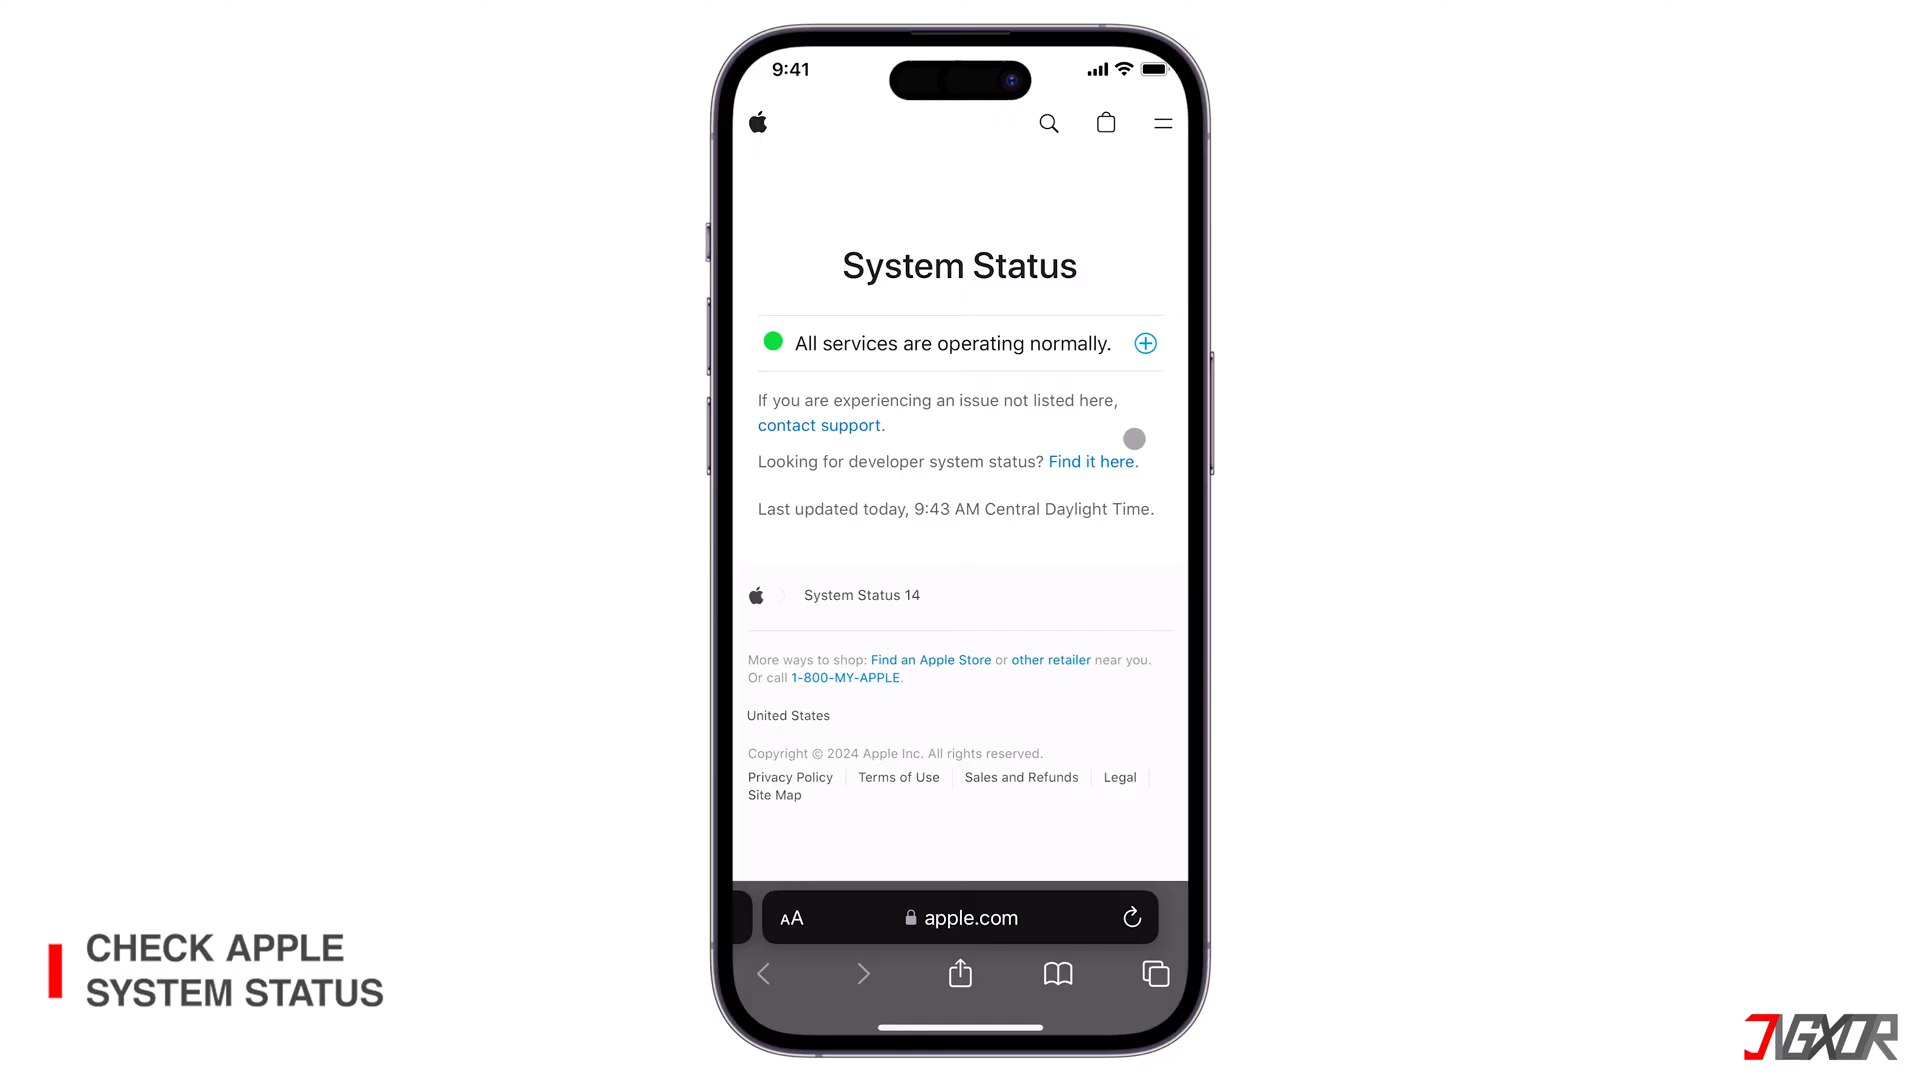 9:41
System Status
All services are operating normally.
If you are experiencing an issue not listed here,
contact support.
Looking for developer system status? Find it here.
Last updated today, 9:43 AM Central Daylight Time.
System Status 14
More ways to shop: Find an Apple Store or other retailer near you.
Or call 1-800-MY-APPLE.
United States
Copyright © 2024 Apple Inc. All rights reserved.
Privacy Policy Terms of Use Sales and Refunds Legal
Site Map
AA apple.com
CHECK APPLE
SYSTEM STATUS
JIGXOR